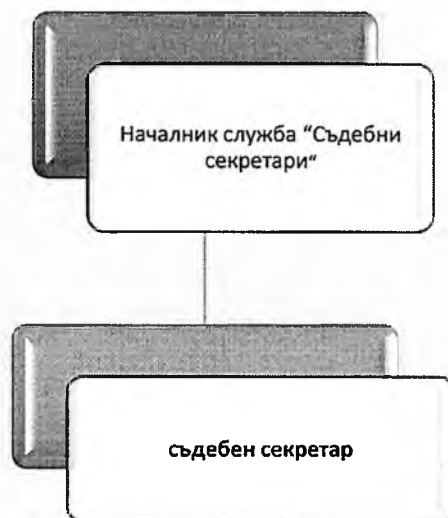 Началник служба "Съдебни
секретари"
съдебен секретар